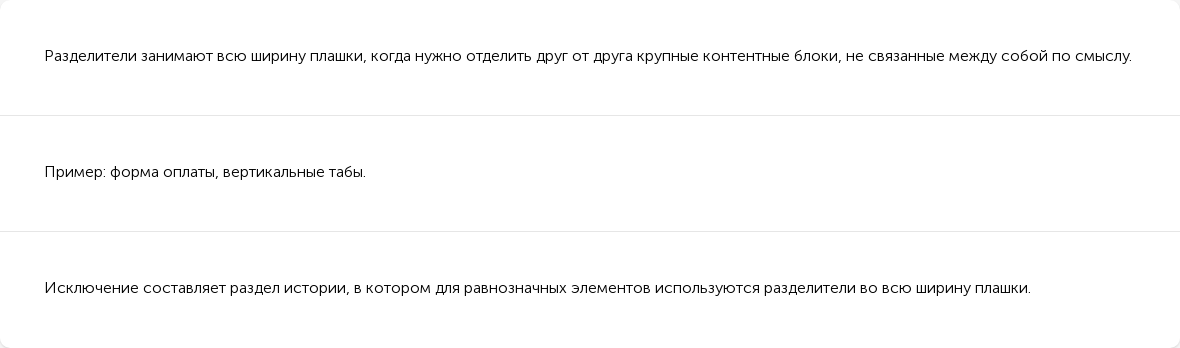 Разделители занимают всю ширину плашки, когда нужно отделить друг от друга крупные контентные блоки, не связанные между собой по смыслу.
Пример: форма оплаты, вертикальные табы.
Исключение составляет раздел истории, в котором для равнозначных элементов используются разделители во всю ширину плашки.